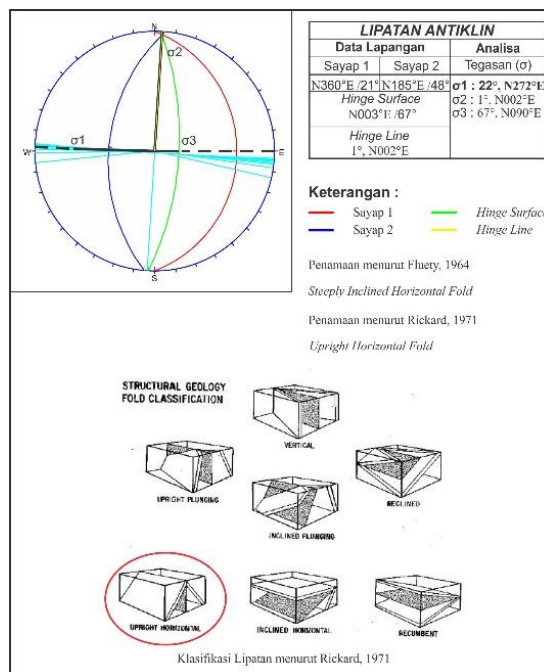 N
σ2
σ1
σ3
W
E
S
LIPATAN ANTIKLIN
Data Lapangan
Analisa
Sayap 1
Sayap 2
Tegasan (σ)
N360°E /21°
N185°E /48°
σ1 : 22°, N272°E
Hinge Surface
σ2 : 1°, N002°E
N003°E /67°
σ3 : 67°, N090°E
Hinge Line
1°, N002°E
Keterangan :
Sayap 1
Hinge Surface
Sayap 2
Hinge Line
Penamaan menurut Fluety, 1964
Steeply Inclined Horizontal Fold
Penamaan menurut Rickard, 1971
Upright Horizontal Fold
STRUCTURAL GEOLOGY
FOLD CLASSIFICATION
VERTICAL
UPRIGHT PLUNGING
RECLINED
INCLINED PLUNGING
UPRIGHT HORIZONTAL
INCLINED HORIZONTAL
RECUMBENT
Klasifikasi Lipatan menurut Rickard, 1971